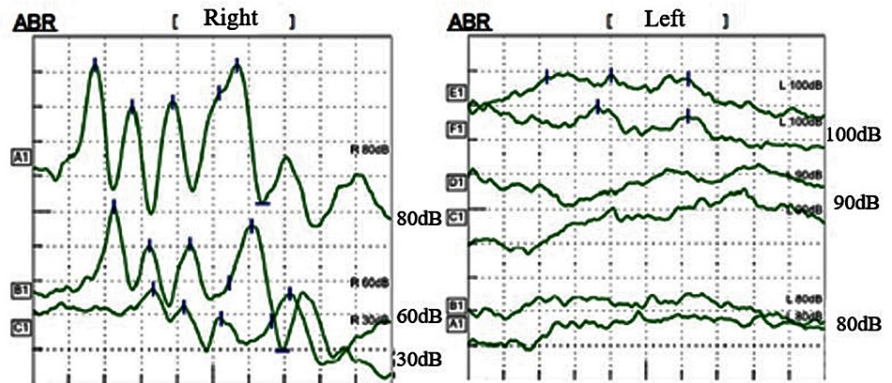 ABR [ Right ]
A1
R 80dB
80dB
B1
R 60dB
60dB
C1
R 30dB
30dB
ABR [ Left ]
E1
L 100dB
F1
L 100dB
100dB
D1
90dB
90dB
C1
B1
L 80dB
A1
L 80dB
80dB